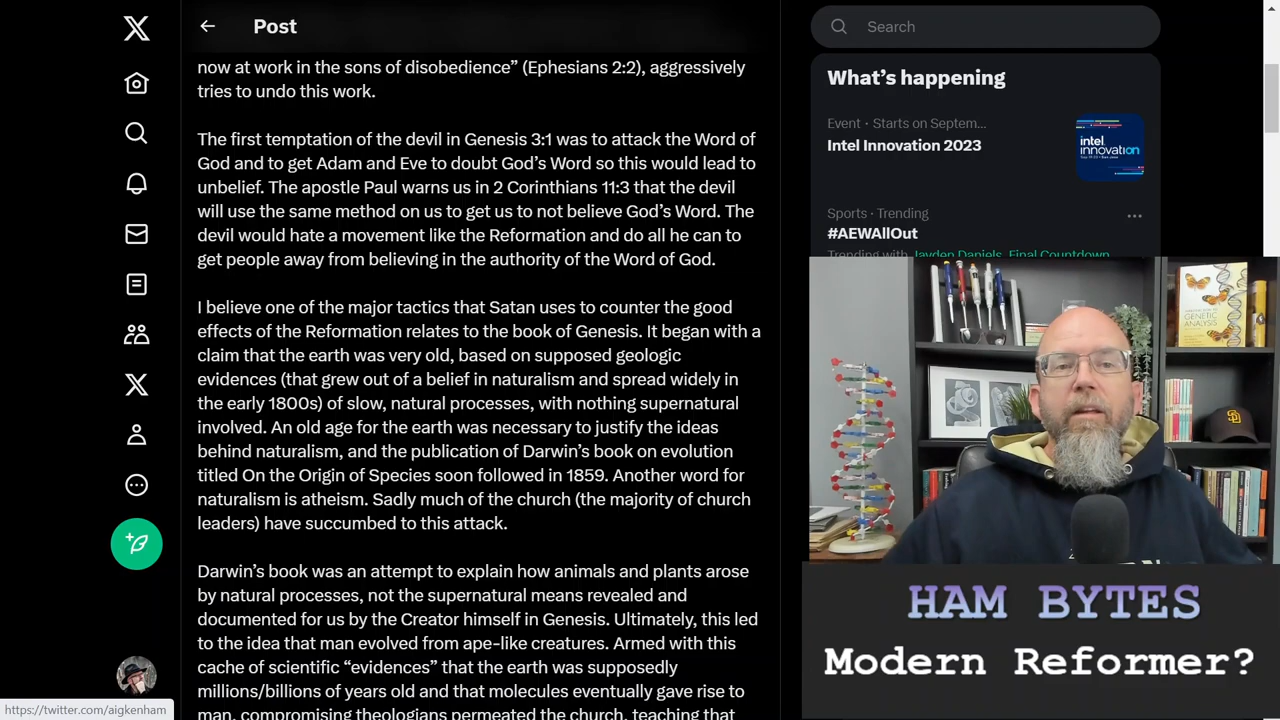 Post
now at work in the sons of disobedience” (Ephesians 2:2), aggressively
tries to undo this work.
The first temptation of the devil in Genesis 3:1 was to attack the Word of
God and to get Adam and Eve to doubt God’s Word so this would lead to
unbelief. The apostle Paul warns us in 2 Corinthians 11:3 that the devil
will use the same method on us to get us to not believe God’s Word. The
devil would hate a movement like the Reformation and do all he can to
get people away from believing in the authority of the Word of God.
I believe one of the major tactics that Satan uses to counter the good
effects of the Reformation relates to the book of Genesis. It began with a
claim that the earth was very old, based on supposed geologic
evidences (that grew out of a belief in naturalism and spread widely in
the early 1800s) of slow, natural processes, with nothing supernatural
involved. An old age for the earth was necessary to justify the ideas
behind naturalism, and the publication of Darwin’s book on evolution
titled On the Origin of Species soon followed in 1859. Another word for
naturalism is atheism. Sadly much of the church (the majority of church
leaders) have succumbed to this attack.
Darwin’s book was an attempt to explain how animals and plants arose
by natural processes, not the supernatural means revealed and
documented for us by the Creator himself in Genesis. Ultimately, this led
to the idea that man evolved from ape-like creatures. Armed with this
cache of scientific “evidences” that the earth was supposedly
millions/billions of years old and that molecules eventually gave rise to
man, compromising theologians permeated the church, teaching that
https://twitter.com/aigkenham
Search
What’s happening
Event · Starts on Septem...
Intel Innovation 2023
intel
innovation
Sports · Trending
#AEWAllOut
Trending with Jayden Daniels, Final Countdown
GENETIC
ANALYSIS
HAM BYTES
Modern Reformer?